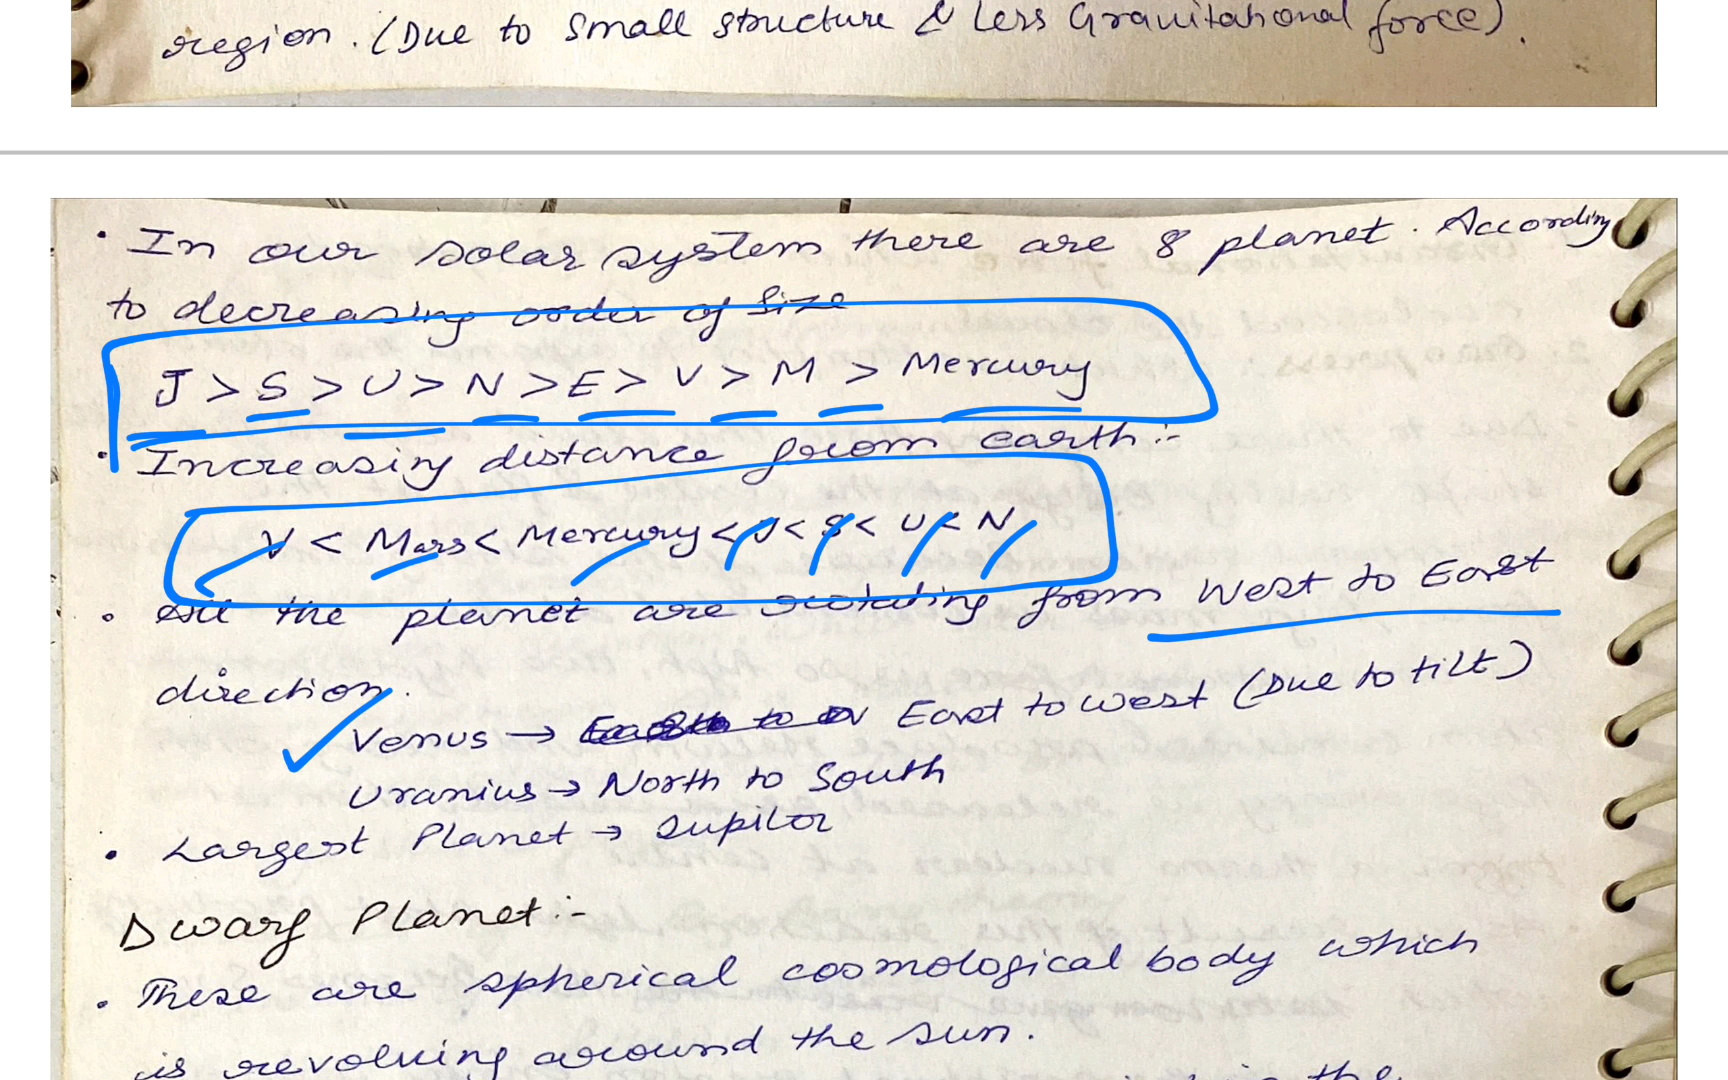 region. (Due to small structure & Less Gravitational force).
• In our solar system there are 8 planet. According
to decreasing order of size
J > S > U > N > E > V > M > Mercury
• Increasing distance from earth :-
V < Mars < Mercury < J < S < U < N
• All the planet are rotating from West to East
direction.
Venus → East to west (Due to tilt)
Uranius → North to South
• Largest Planet → Jupitor
Dwarf Planet :-
• These are spherical cosmological body which
is revolving around the sun.
the